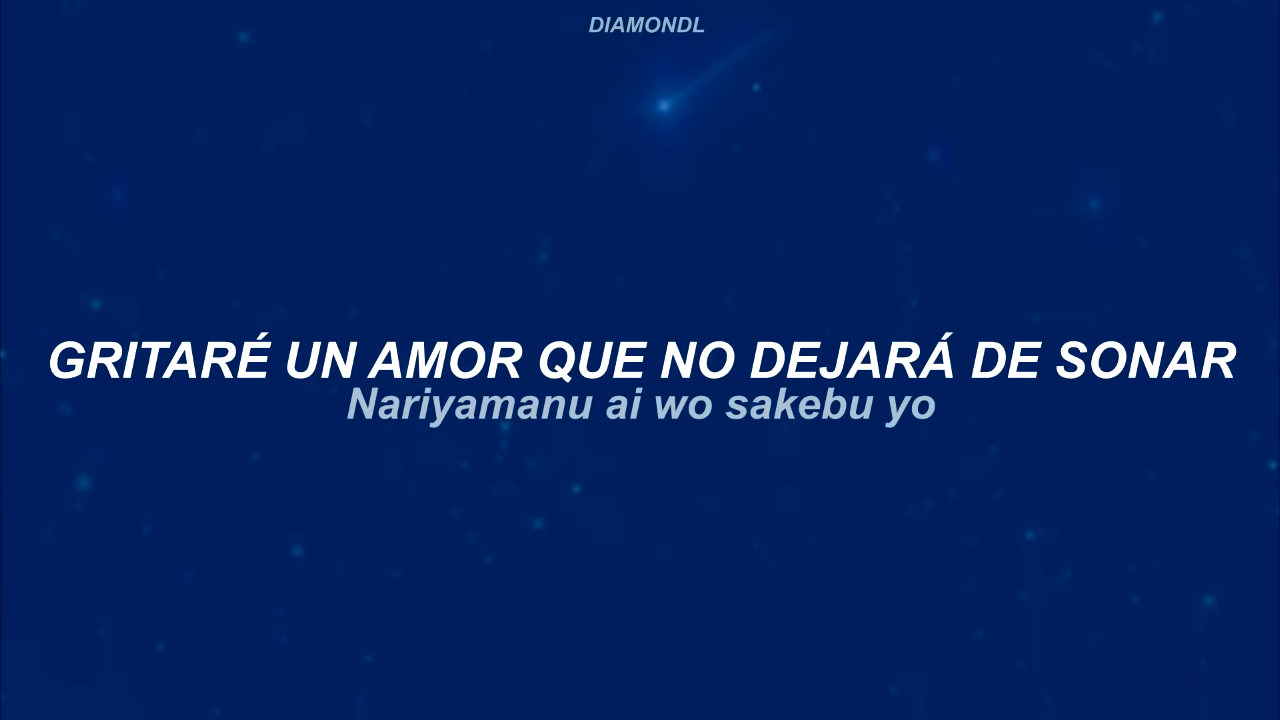 DIAMONDL
GRITARÉ UN AMOR QUE NO DEJARÁ DE SONAR
Nariyamanu ai wo sakebu yo